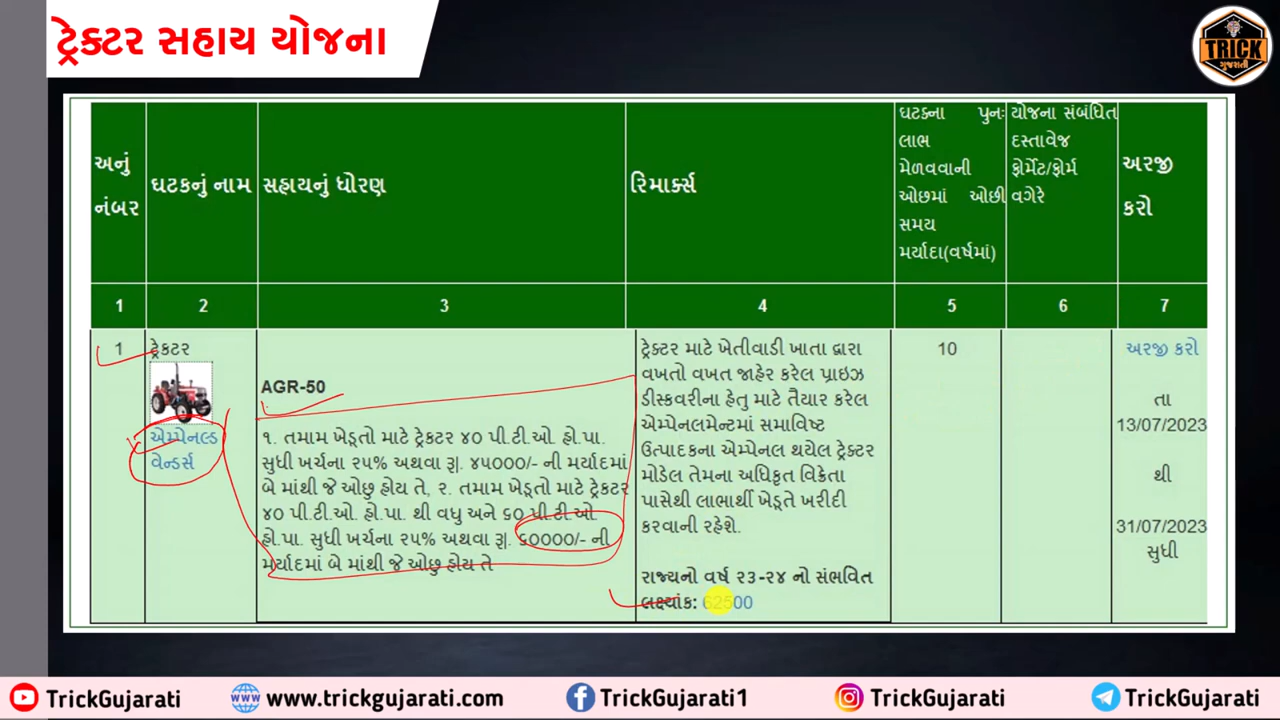 ટ્રેક્ટર સહાય યોજના
TRICK
ગુજરાતી
અનું
નંબર
ઘટકનું નામ
સહાયનું ધોરણ
રિમાર્ક્સ
ઘટકના પુનઃ
લાભ
મેળવવાની
ઓછમાં ઓછી
સમય
મર્યાદા(વર્ષમાં)
યોજના સંબંધિત
દસ્તાવેજ
ફોર્મેટ/ફોર્મ
વગેરે
અરજી
કરો
1
2
3
4
5
6
7
1
ટ્રેકટર
એમ્પેનલ્ડ
વેન્ડર્સ
AGR-50
૧. તમામ ખેડૂતો માટે ટ્રેકટર ૪૦ પી.ટી.ઓ. હો.પા.
સુધી ખર્ચના ૨૫% અથવા રૂ|. ૪૫૦૦૦/- ની મર્યાદમાં
બે માંથી જે ઓછુ હોય તે, ૨. તમામ ખેડૂતો માટે ટ્રેકટર
૪૦ પી.ટી.ઓ. હો.પા. થી વધુ અને ૬૦ પી.ટી.ઓ.
હો.પા. સુધી ખર્ચના ૨૫% અથવા રૂ|. ૬૦૦૦૦/- ની
મર્યાદમાં બે માંથી જે ઓછુ હોય તે
ટ્રેક્ટર માટે ખેતીવાડી ખાતા દ્વારા
વખતો વખત જાહેર કરેલ પ્રાઇઝ
ડીસ્કવરીના હેતુ માટે તૈયાર કરેલ
એમ્પેનલમેન્ટમાં સમાવિષ્ટ
ઉત્પાદકના એમ્પેનલ થયેલ ટ્રેક્ટર
મોડેલ તેમના અધિકૃત વિક્રેતા
પાસેથી લાભાર્થી ખેડૂતે ખરીદી
કરવાની રહેશે.
રાજ્યનો વર્ષ ૨૩-૨૪ નો સંભવિત
લક્ષ્યાંક: 62500
10
અરજી કરો
તા
13/07/2023
થી
31/07/2023
સુધી
TrickGujarati
www.trickgujarati.com
TrickGujarati1
TrickGujarati
TrickGujarati